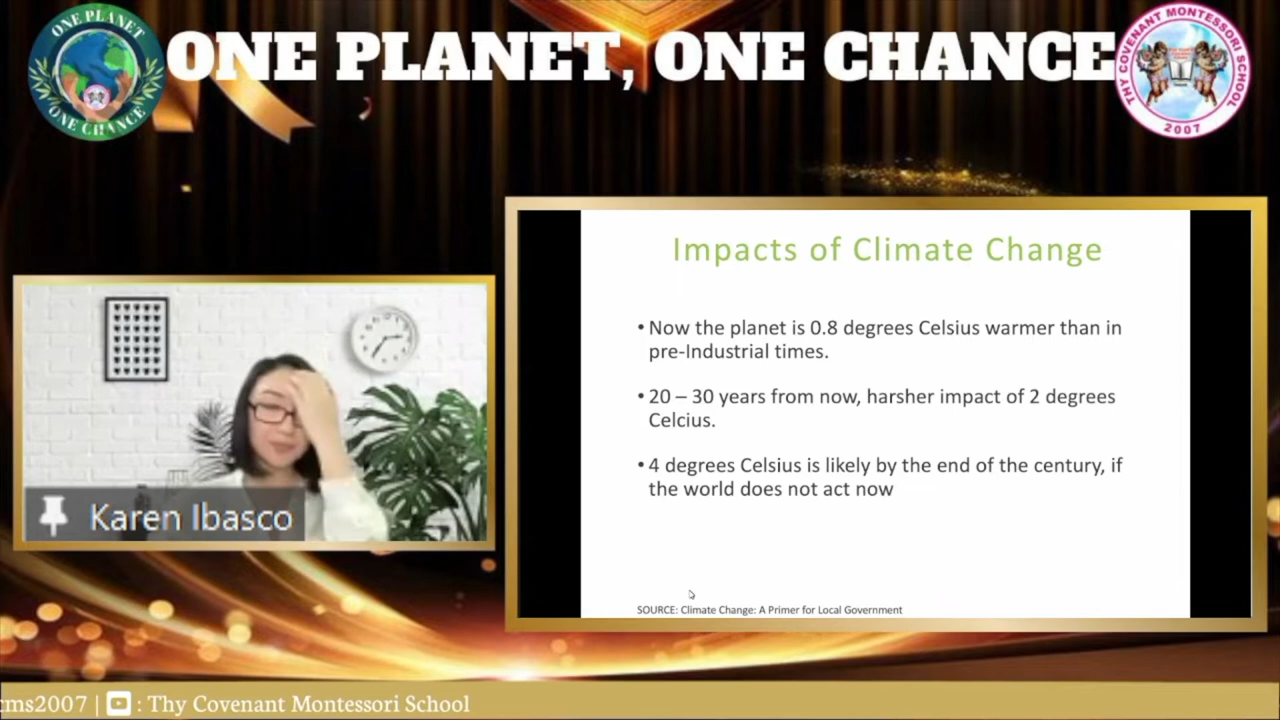 ONE PLANET
ONE CHANCE
ONE PLANET, ONE CHANCE
THY COVENANT MONTESSORI SCHOOL
2007
Impacts of Climate Change
• Now the planet is 0.8 degrees Celsius warmer than in
pre-Industrial times.
• 20 – 30 years from now, harsher impact of 2 degrees
Celcius.
• 4 degrees Celsius is likely by the end of the century, if
the world does not act now
SOURCE: Climate Change: A Primer for Local Government
Karen Ibasco
cms2007 | : Thy Covenant Montessori School